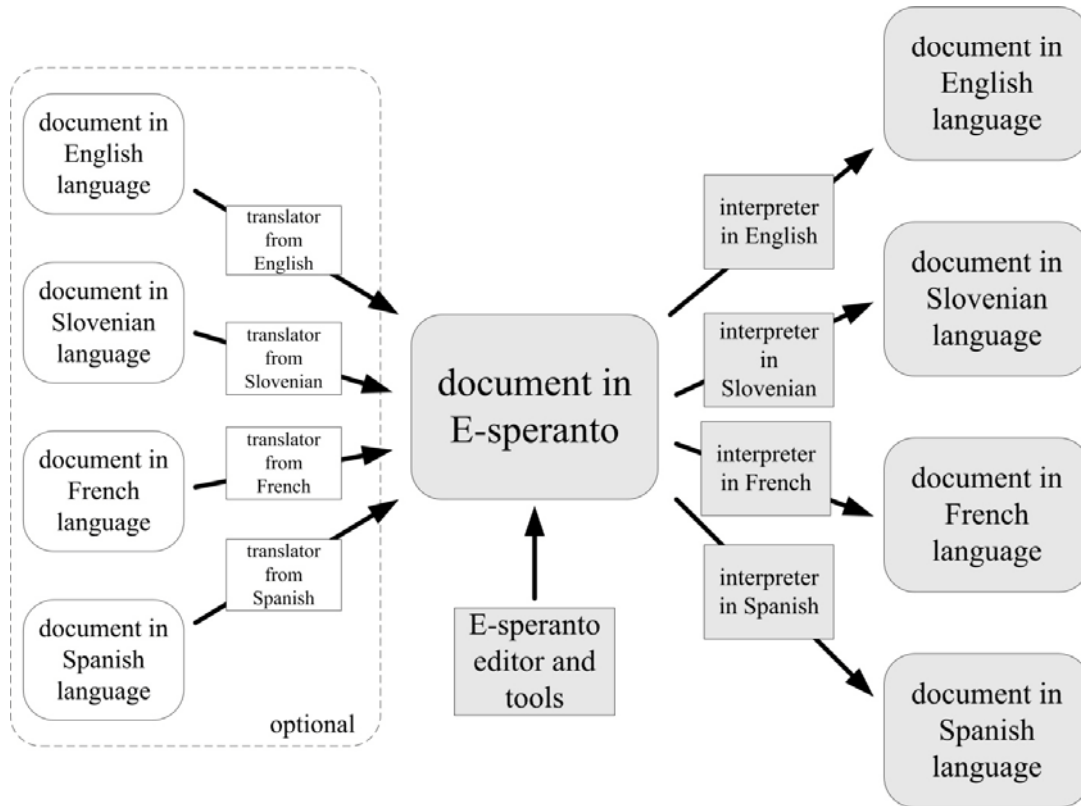 document in
English
language
translator
from
English
document in
Slovenian
language
translator
from
Slovenian
document in
French
language
translator
from
French
document in
Spanish
language
translator
from
Spanish
optional
document in
E-speranto
E-speranto
editor and
tools
interpreter
in English
interpreter
in
Slovenian
interpreter
in French
interpreter
in Spanish
document in
English
language
document in
Slovenian
language
document in
French
language
document in
Spanish
language